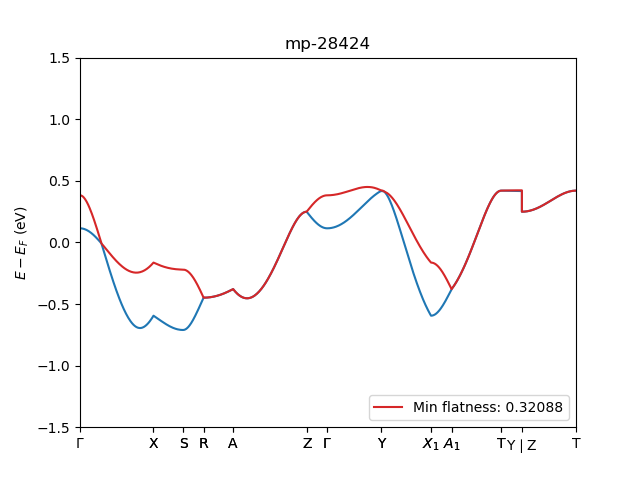 mp-28424
1.5
1.0
0.5
0.0
−0.5
−1.0
−1.5
E − E_F (eV)
Min flatness: 0.32088
Γ X S R A Z Γ Y X₁ A₁ T Y | Z T